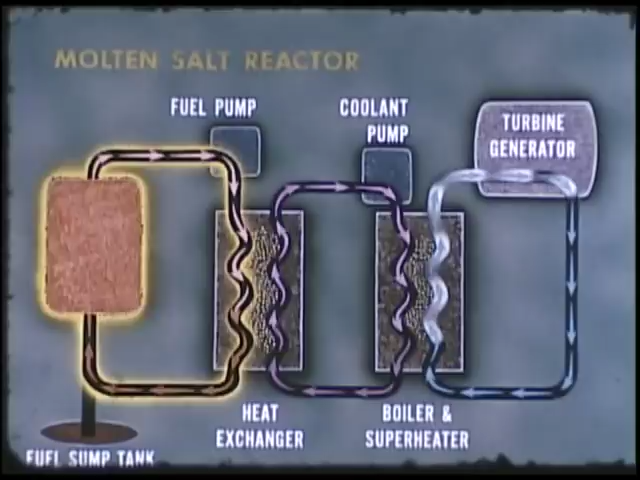 MOLTEN SALT REACTOR
FUEL PUMP
COOLANT
PUMP
TURBINE
GENERATOR
HEAT
EXCHANGER
BOILER &
SUPERHEATER
FUEL SUMP TANK